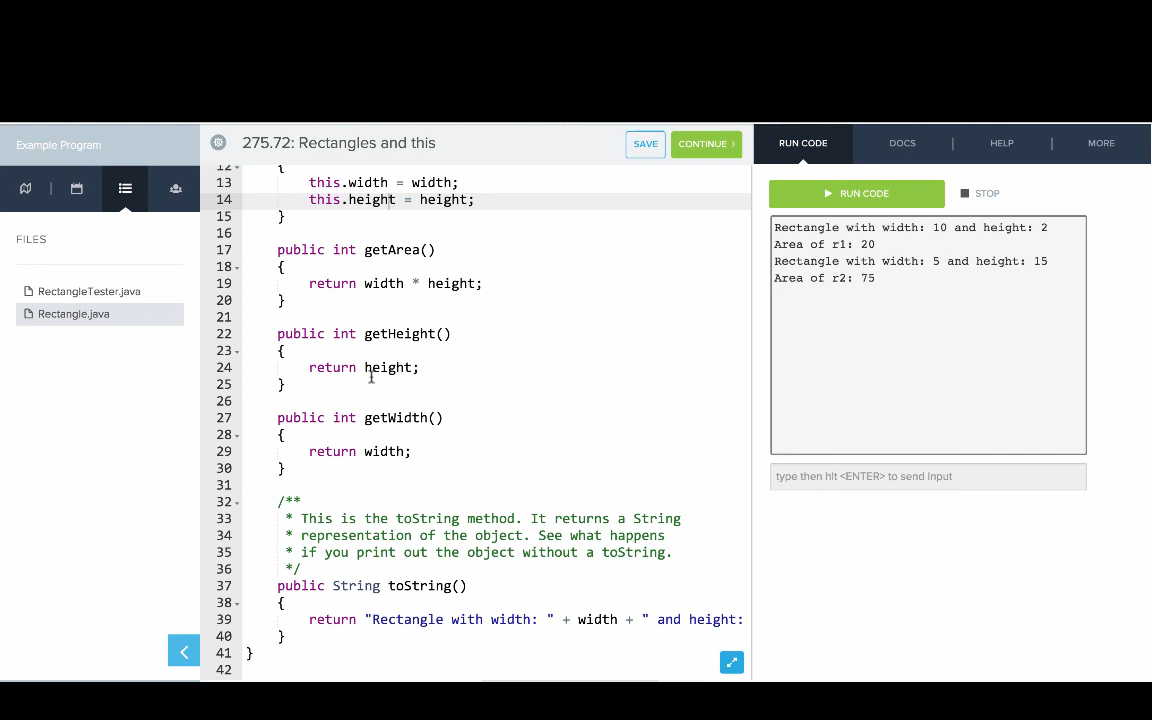 Example Program
275.72: Rectangles and this
SAVE
CONTINUE ›
RUN CODE
DOCS
HELP
MORE
FILES
RectangleTester.java
Rectangle.java
12 {
13 this.width = width;
14 this.height = height;
15 }
16
17 public int getArea()
18 {
19 return width * height;
20 }
21
22 public int getHeight()
23 {
24 return height;
25 }
26
27 public int getWidth()
28 {
29 return width;
30 }
31
32 /**
33 * This is the toString method. It returns a String
34 * representation of the object. See what happens
35 * if you print out the object without a toString.
36 */
37 public String toString()
38 {
39 return "Rectangle with width: " + width + " and height:
40 }
41 }
42
RUN CODE
STOP
Rectangle with width: 10 and height: 2
Area of r1: 20
Rectangle with width: 5 and height: 15
Area of r2: 75
type then hit <ENTER> to send input